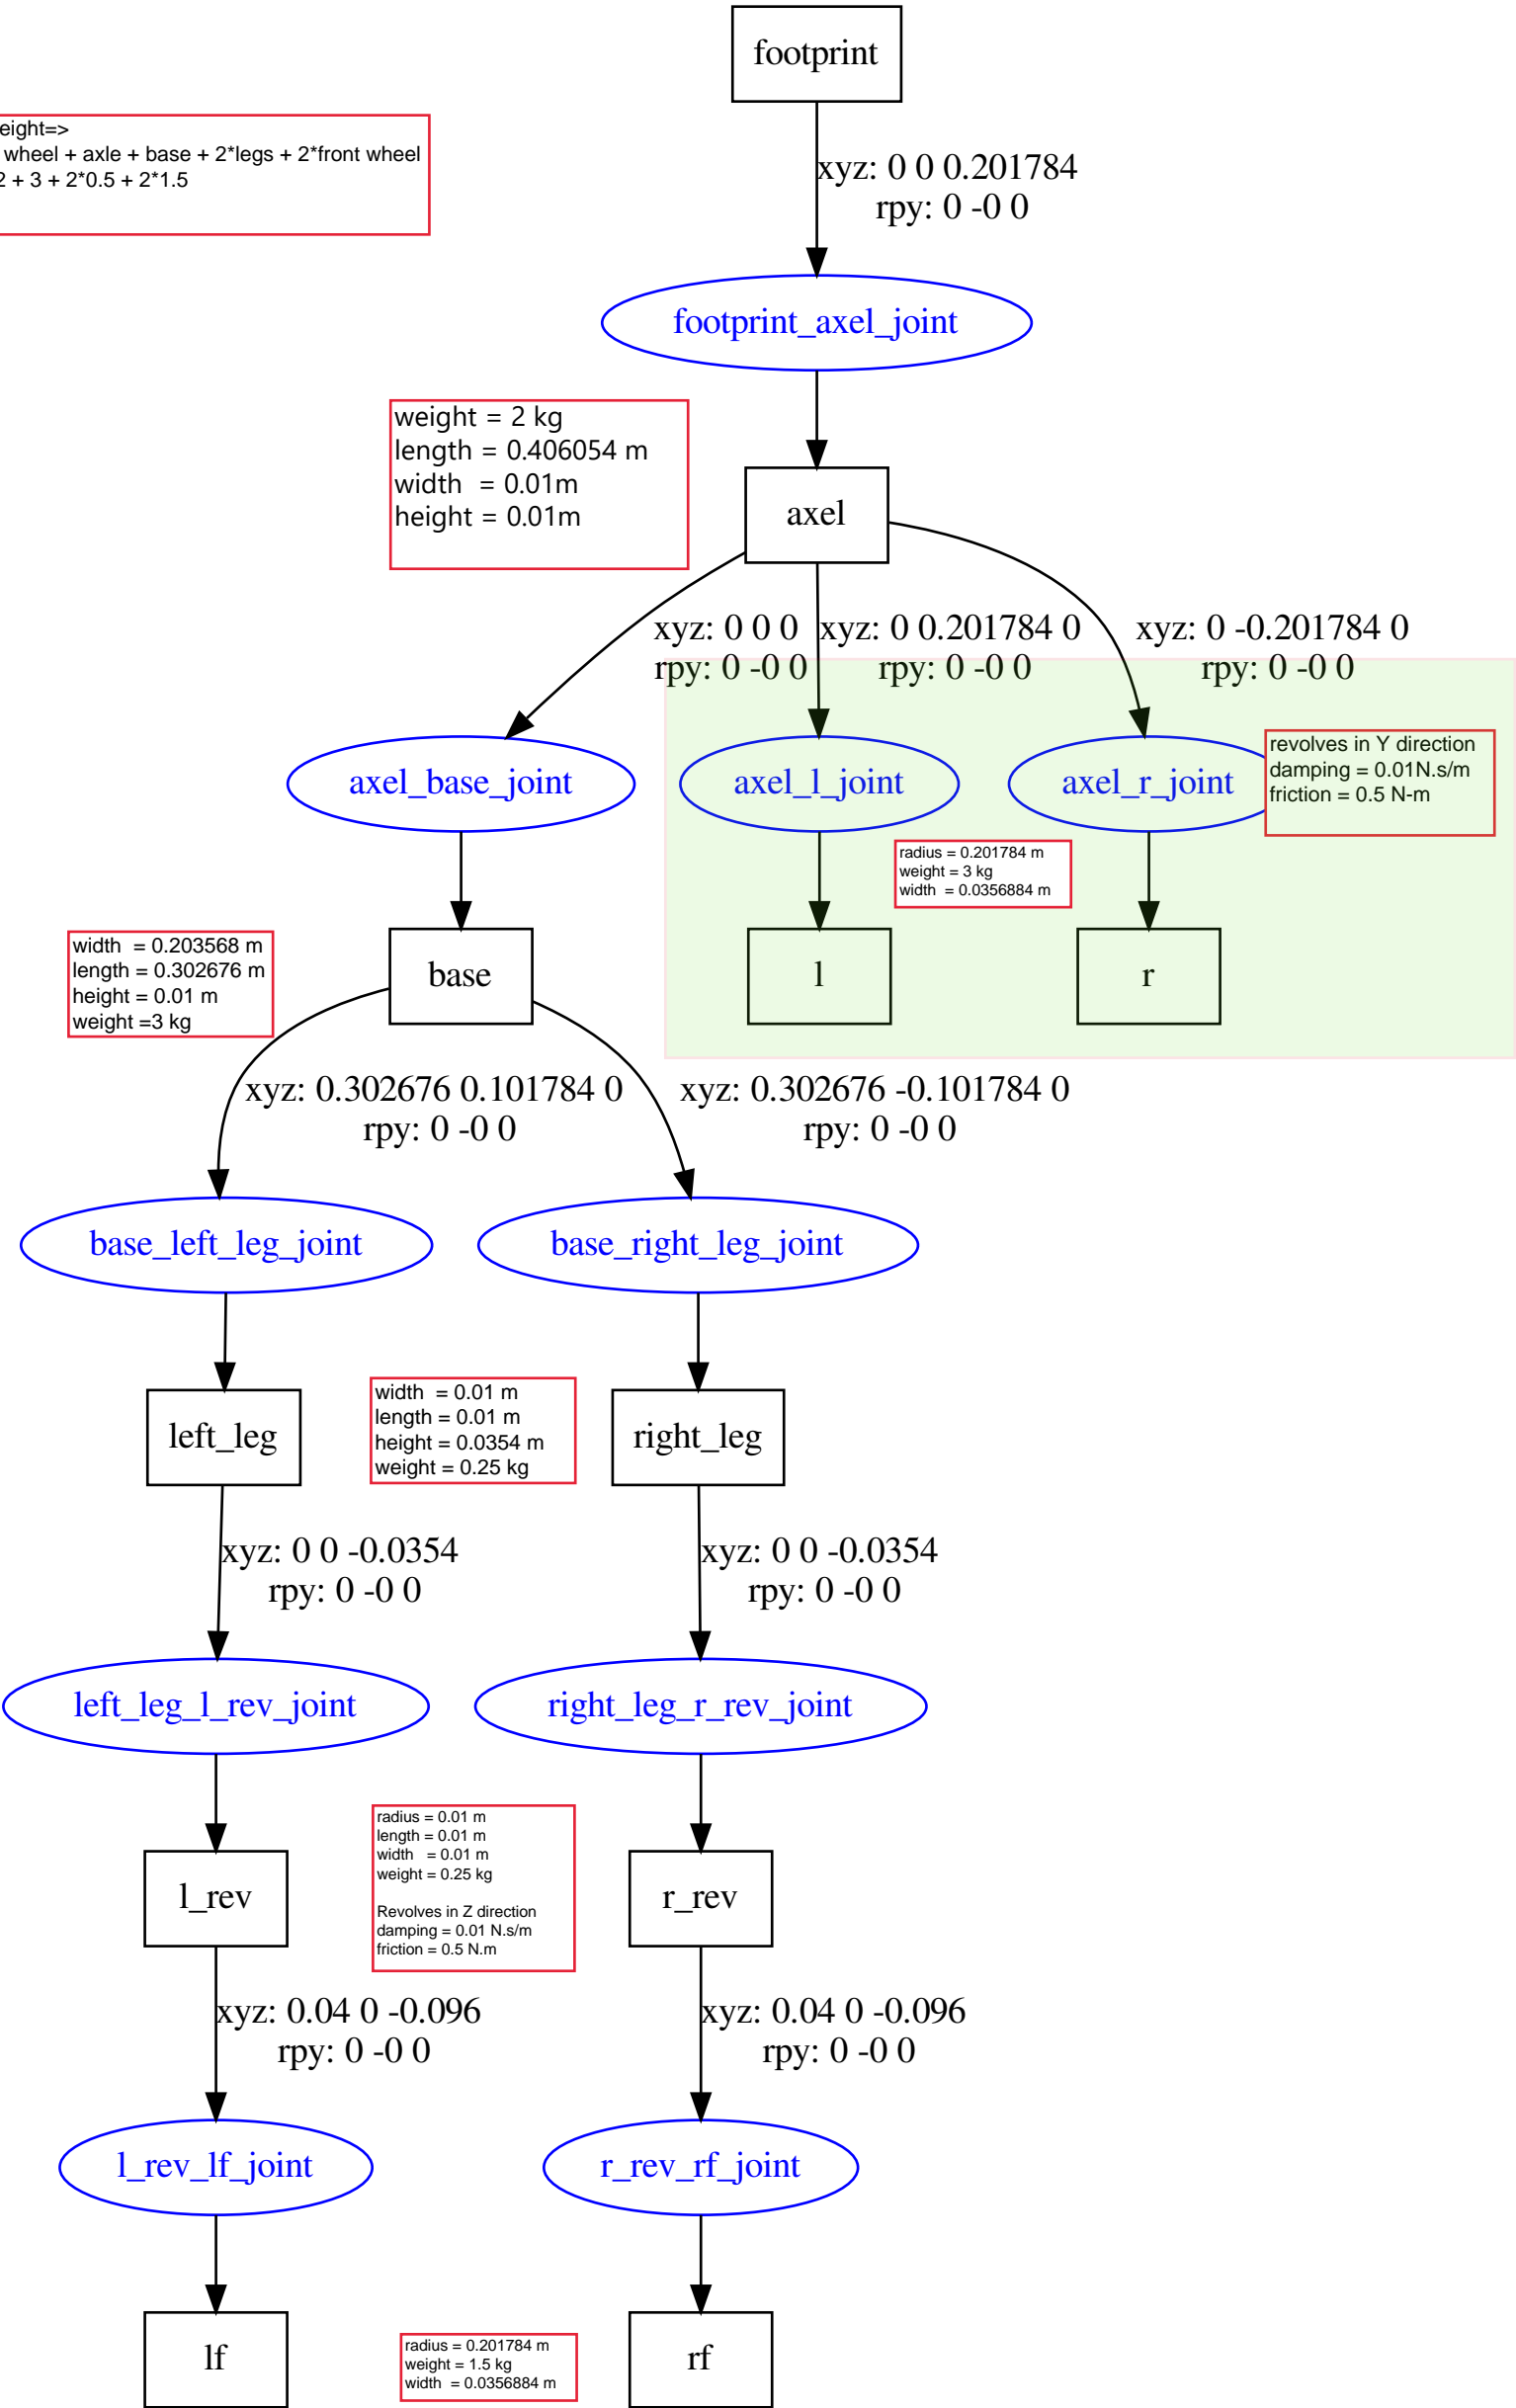 footprint
eight=>
wheel + axle + base + 2*legs + 2*front wheel
2 + 3 + 2*0.5 + 2*1.5
xyz: 0 0 0.201784
rpy: 0 -0 0
footprint_axel_joint
weight = 2 kg
length = 0.406054 m
width  = 0.01m
height = 0.01m
axel
xyz: 0 0 0
rpy: 0 -0 0
xyz: 0 0.201784 0
rpy: 0 -0 0
xyz: 0 -0.201784 0
rpy: 0 -0 0
axel_base_joint
axel_l_joint
axel_r_joint
revolves in Y direction
damping = 0.01N.s/m
friction = 0.5 N-m
radius = 0.201784 m
weight = 3 kg
width  = 0.0356884 m
width  = 0.203568 m
length = 0.302676 m
height = 0.01 m
weight =3 kg
base
l
r
xyz: 0.302676 0.101784 0
rpy: 0 -0 0
xyz: 0.302676 -0.101784 0
rpy: 0 -0 0
base_left_leg_joint
base_right_leg_joint
left_leg
width  = 0.01 m
length = 0.01 m
height = 0.0354 m
weight = 0.25 kg
right_leg
xyz: 0 0 -0.0354
rpy: 0 -0 0
xyz: 0 0 -0.0354
rpy: 0 -0 0
left_leg_l_rev_joint
right_leg_r_rev_joint
radius = 0.01 m
length = 0.01 m
width   = 0.01 m
weight = 0.25 kg
Revolves in Z direction
damping = 0.01 N.s/m
friction = 0.5 N.m
l_rev
r_rev
xyz: 0.04 0 -0.096
rpy: 0 -0 0
xyz: 0.04 0 -0.096
rpy: 0 -0 0
l_rev_lf_joint
r_rev_rf_joint
lf
radius = 0.201784 m
weight = 1.5 kg
width  = 0.0356884 m
rf